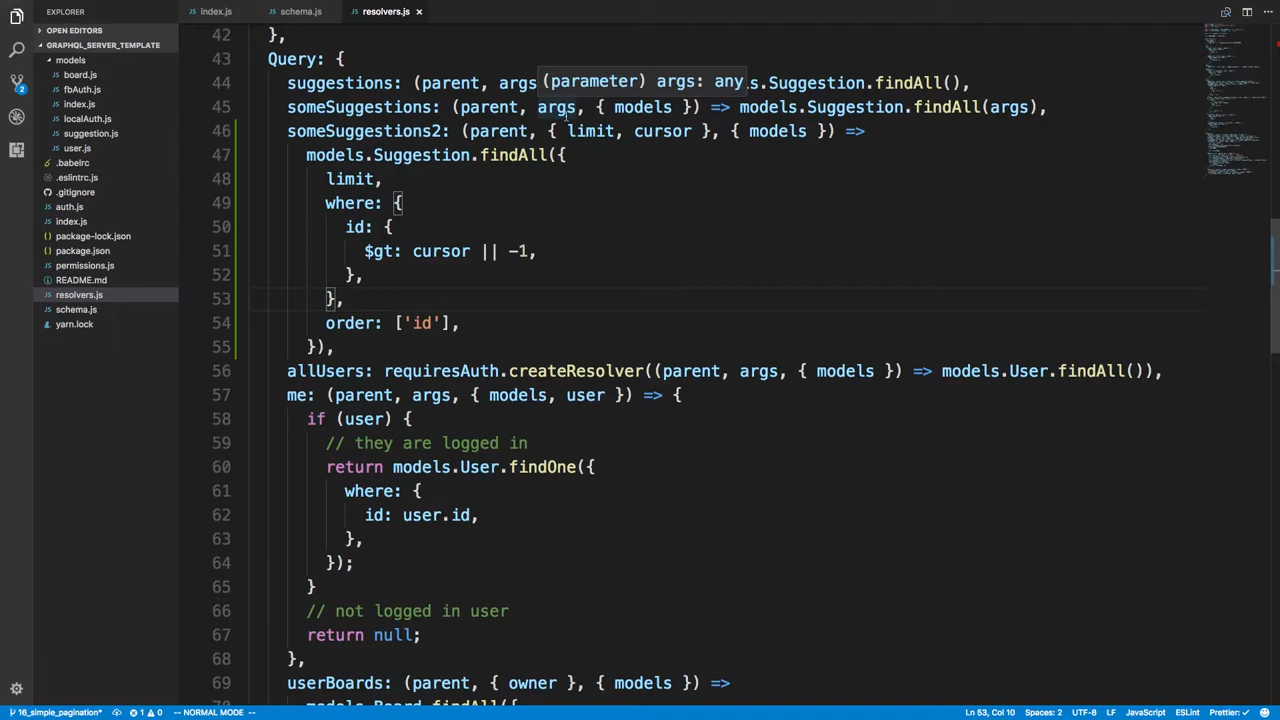 EXPLORER
index.js
schema.js
resolvers.js ×
OPEN EDITORS
GRAPHQL_SERVER_TEMPLATE
models
board.js
fbAuth.js
index.js
localAuth.js
suggestion.js
user.js
.babelrc
.eslintrc.js
.gitignore
auth.js
index.js
package-lock.json
package.json
permissions.js
README.md
resolvers.js
schema.js
yarn.lock
2
(parameter) args: any
42 },
43 Query: {
44 suggestions: (parent, args s.Suggestion.findAll(),
45 someSuggestions: (parent, args, { models }) => models.Suggestion.findAll(args),
46 someSuggestions2: (parent, { limit, cursor }, { models }) =>
47 models.Suggestion.findAll({
48 limit,
49 where: {
50 id: {
51 $gt: cursor || -1,
52 },
53 },
54 order: ['id'],
55 }),
56 allUsers: requiresAuth.createResolver((parent, args, { models }) => models.User.findAll()),
57 me: (parent, args, { models, user }) => {
58 if (user) {
59 // they are logged in
60 return models.User.findOne({
61 where: {
62 id: user.id,
63 },
64 });
65 }
66 // not logged in user
67 return null;
68 },
69 userBoards: (parent, { owner }, { models }) =>
models.Board.findAll({
16_simple_pagination* 1 0 -- NORMAL MODE -- Ln 53, Col 10 Spaces: 2 UTF-8 LF JavaScript ESLint Prettier: ✓